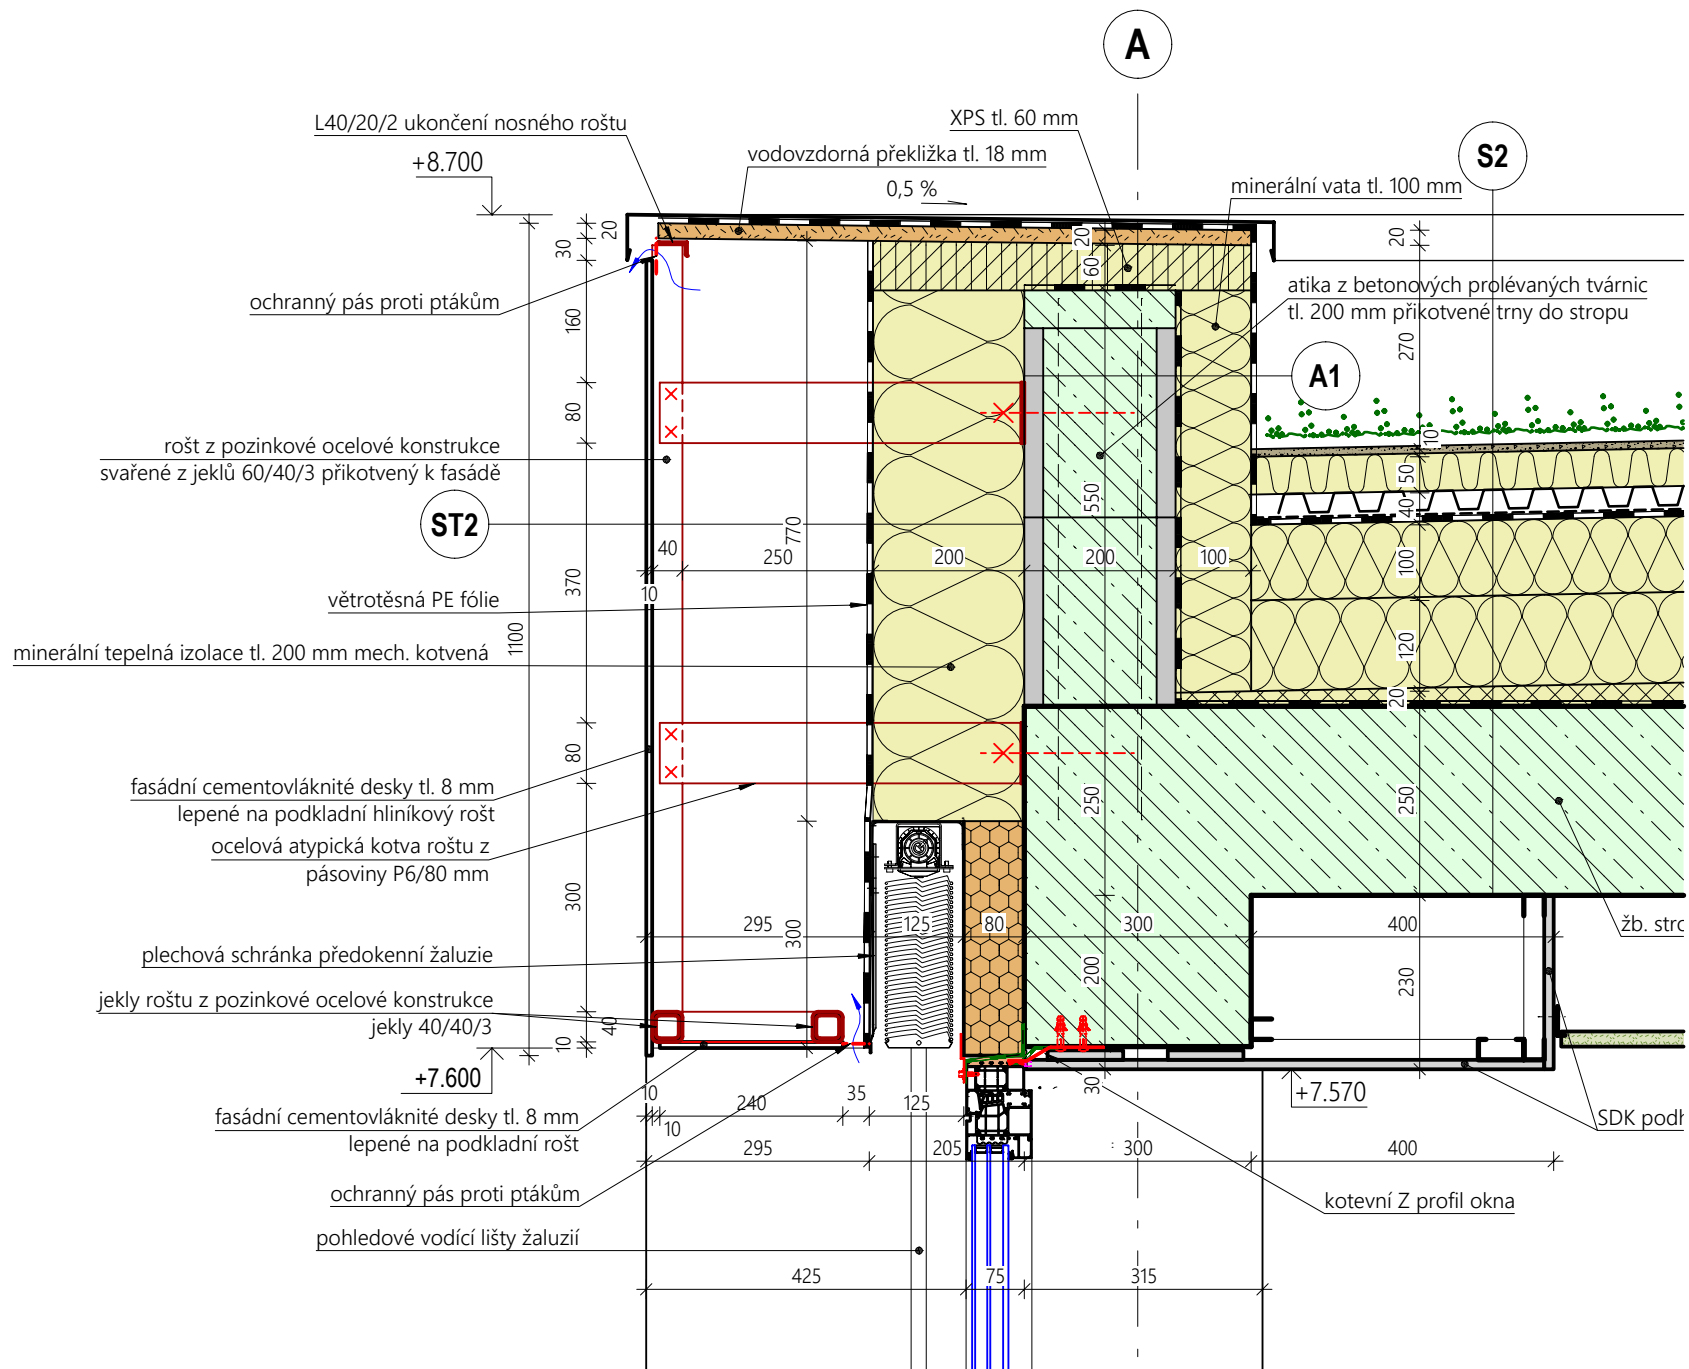 A
L40/20/2 ukončení nosného roštu
XPS tl. 60 mm
+8.700
vodovzdorná překližka tl. 18 mm
S2
0,5 %
minerální vata tl. 100 mm
20
30
20
20
60
ochranný pás proti ptákům
atika z betonových prolévaných tvárnic
tl. 200 mm přikotvené trny do stropu
160
270
A1
80
10
rošt z pozinkové ocelové konstrukce
svařené z jeklů 60/40/3 přikotvený k fasádě
50
550
40
ST2
770
40
250
200
200
100
100
370
10
větrotěsná PE fólie
1100
minerální tepelná izolace tl. 200 mm mech. kotvená
120
20
80
fasádní cementovláknité desky tl. 8 mm
lepené na podkladní hliníkový rošt
250
250
ocelová atypická kotva roštu z
pásoviny P6/80 mm
300
295
300
125
80
300
400
žb. stro
plechová schránka předokenní žaluzie
200
230
jekly roštu z pozinkové ocelové konstrukce
jekly 40/40/3
40
10
+7.600
30
+7.570
fasádní cementovláknité desky tl. 8 mm
lepené na podkladní rošt
10
240
35
125
10
SDK podh
295
205
300
400
ochranný pás proti ptákům
kotevní Z profil okna
pohledové vodící lišty žaluzií
425
75
315